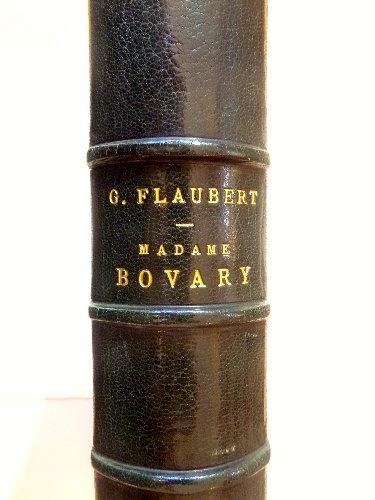 G. FLAUBERT
—
MADAME
BOVARY